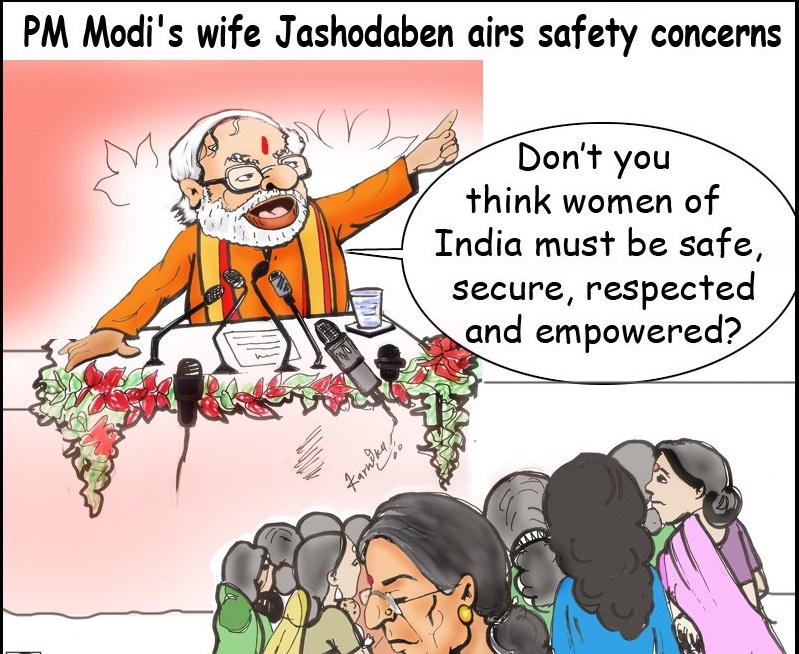 PM Modi's wife Jashodaben airs safety concerns
Don't you
think women of
India must be safe,
secure, respected
and empowered?
Karnika